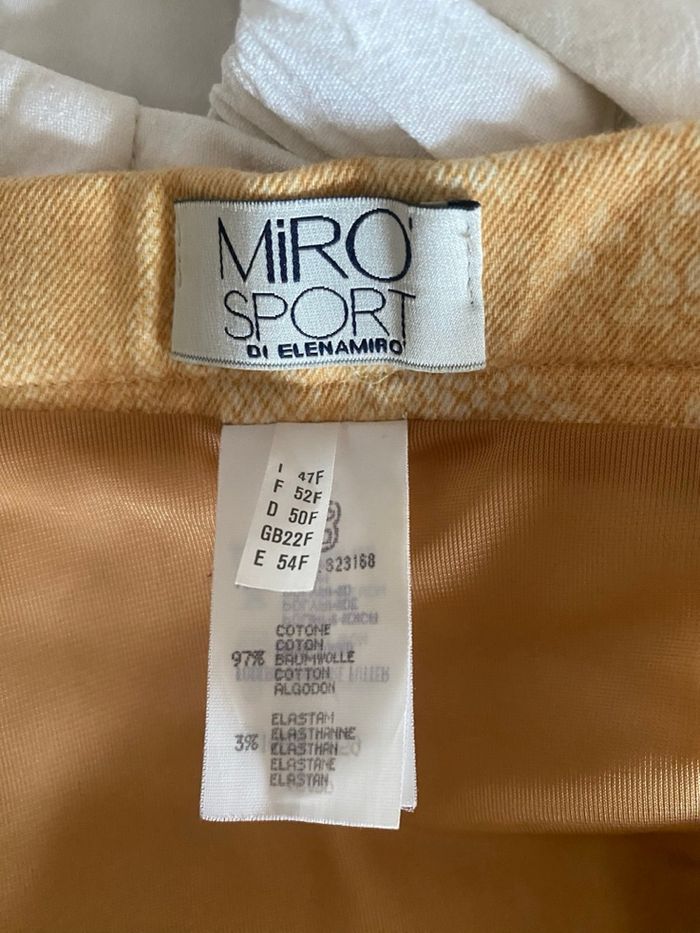 MiRO'
SPORT
DI ELENAMIRO'
I 47F
F 52F
D 50F
GB22F
E 54F
S23168
COTONE
COTON
97% BAUMWOLLE
COTTON
ALGODON
ELASTAM
ELASTHANNE
3% ELASTHAN
ELASTANE
ELASTAN